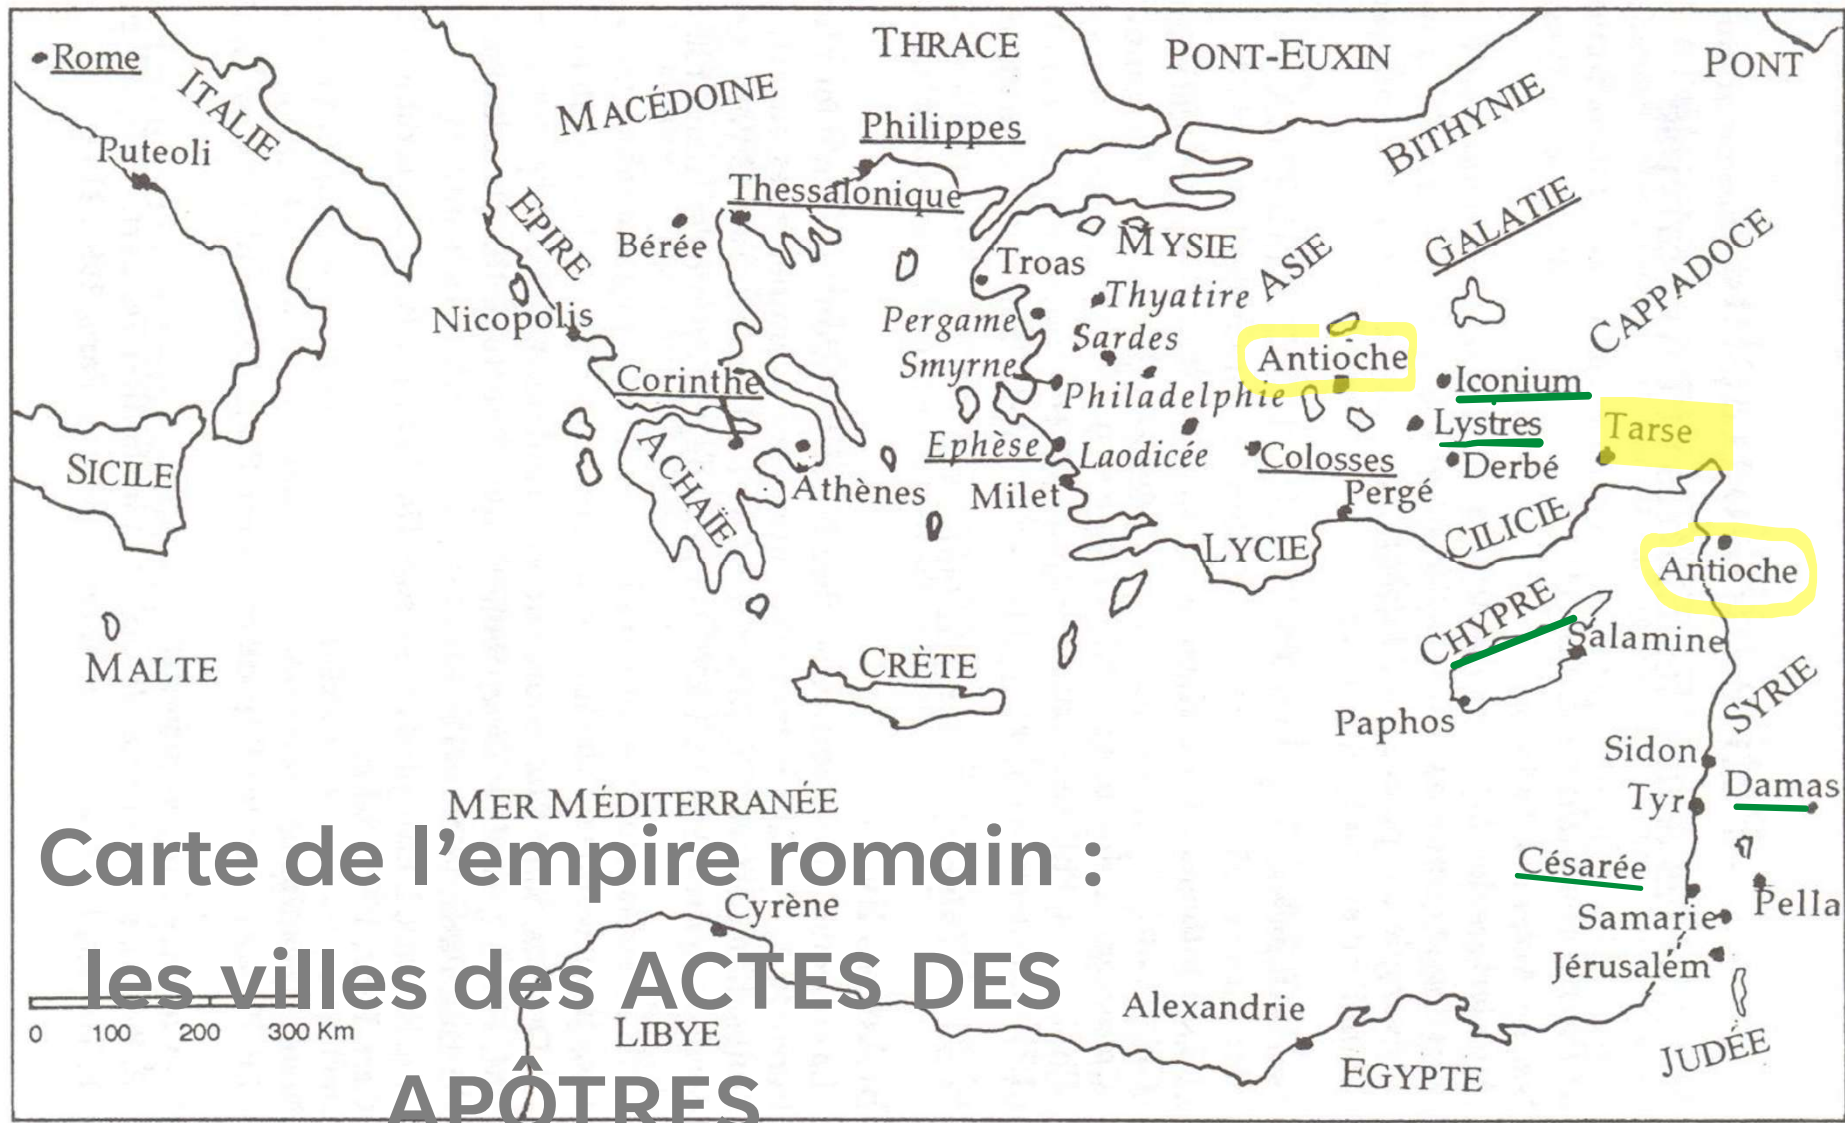 THRACE
PONT-EUXIN
PONT
Rome
ITALIE
MACÉDOINE
BITHYNIE
Philippes
Puteoli
Thessalonique
EPIRE
Bérée
MYSIE
ASIE
GALATIE
CAPPADOCE
Troas
Thyatire
Nicopolis
Pergame
Sardes
Smyrne
Antioche
Corinthe
Philadelphie
Iconium
Lystres
Tarse
ACHAÏE
Ephèse
Laodicée
Colosses
Derbé
SICILE
Athènes
Milet
Pergé
CILICIE
LYCIE
Antioche
CHYPRE
Salamine
MALTE
CRÈTE
SYRIE
Paphos
Sidon
Damas
Tyr
MER MÉDITERRANÉE
Carte de l’empire romain :
Césarée
Pella
Cyrène
Samarie
Jérusalem
les villes des ACTES DES
Alexandrie
0 100 200 300 Km
LIBYE
JUDÉE
EGYPTE
APÔTRES